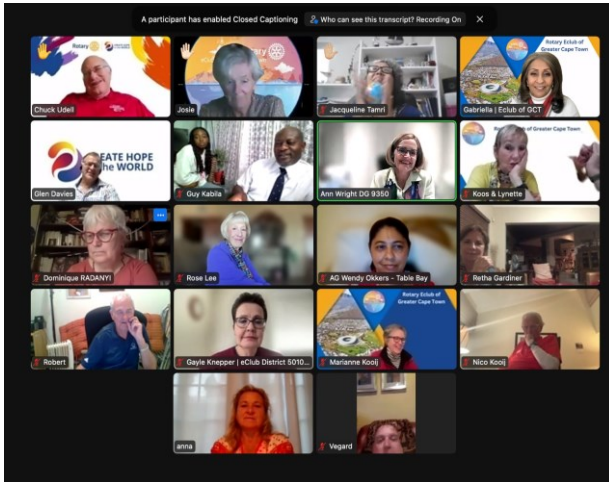 A participant has enabled Closed Captioning Who can see this transcript? Recording On
Rotary
Chuck Udell
Rotary
Josie
Jacqueline Tamri
Rotary Eclub of
Greater Cape Town
Gabriella | Eclub of GCT
CREATE HOPE
in the WORLD
Glen Davies
Guy Kabila
Ann Wright DG 9350
Rotary Eclub of
Greater Cape Town
Koos & Lynette
Dominique RADANYI
Rose Lee
AG Wendy Okkers - Table Bay
Retha Gardiner
Robert
Gayle Knepper | eClub District 5010...
Rotary Eclub of
Greater Cape Town
Marianne Kooij
Nico Kooij
anna
Vegard